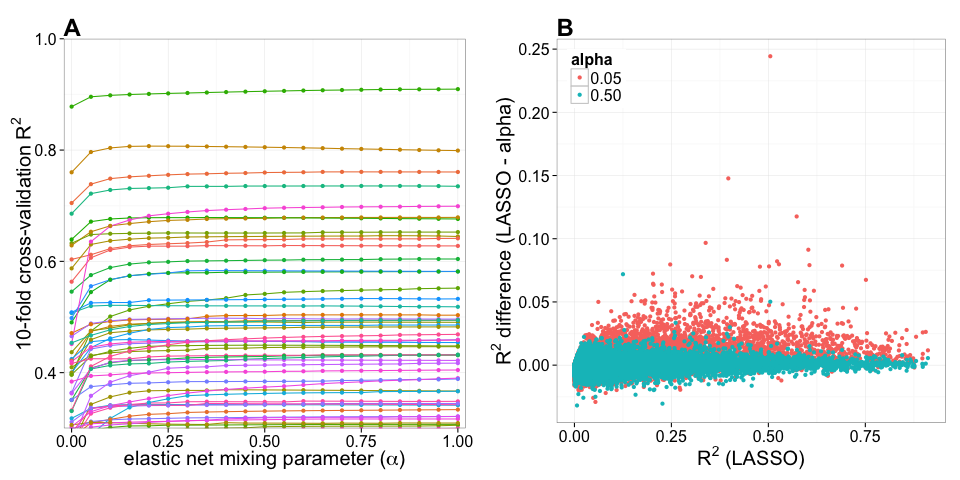 A
10-fold cross-validation R²
1.0
0.8
0.6
0.4
0.00 0.25 0.50 0.75 1.00
elastic net mixing parameter (α)
B
R² difference (LASSO - alpha)
0.25
0.20
0.15
0.10
0.05
0.00
alpha
0.05
0.50
0.00 0.25 0.50 0.75
R² (LASSO)